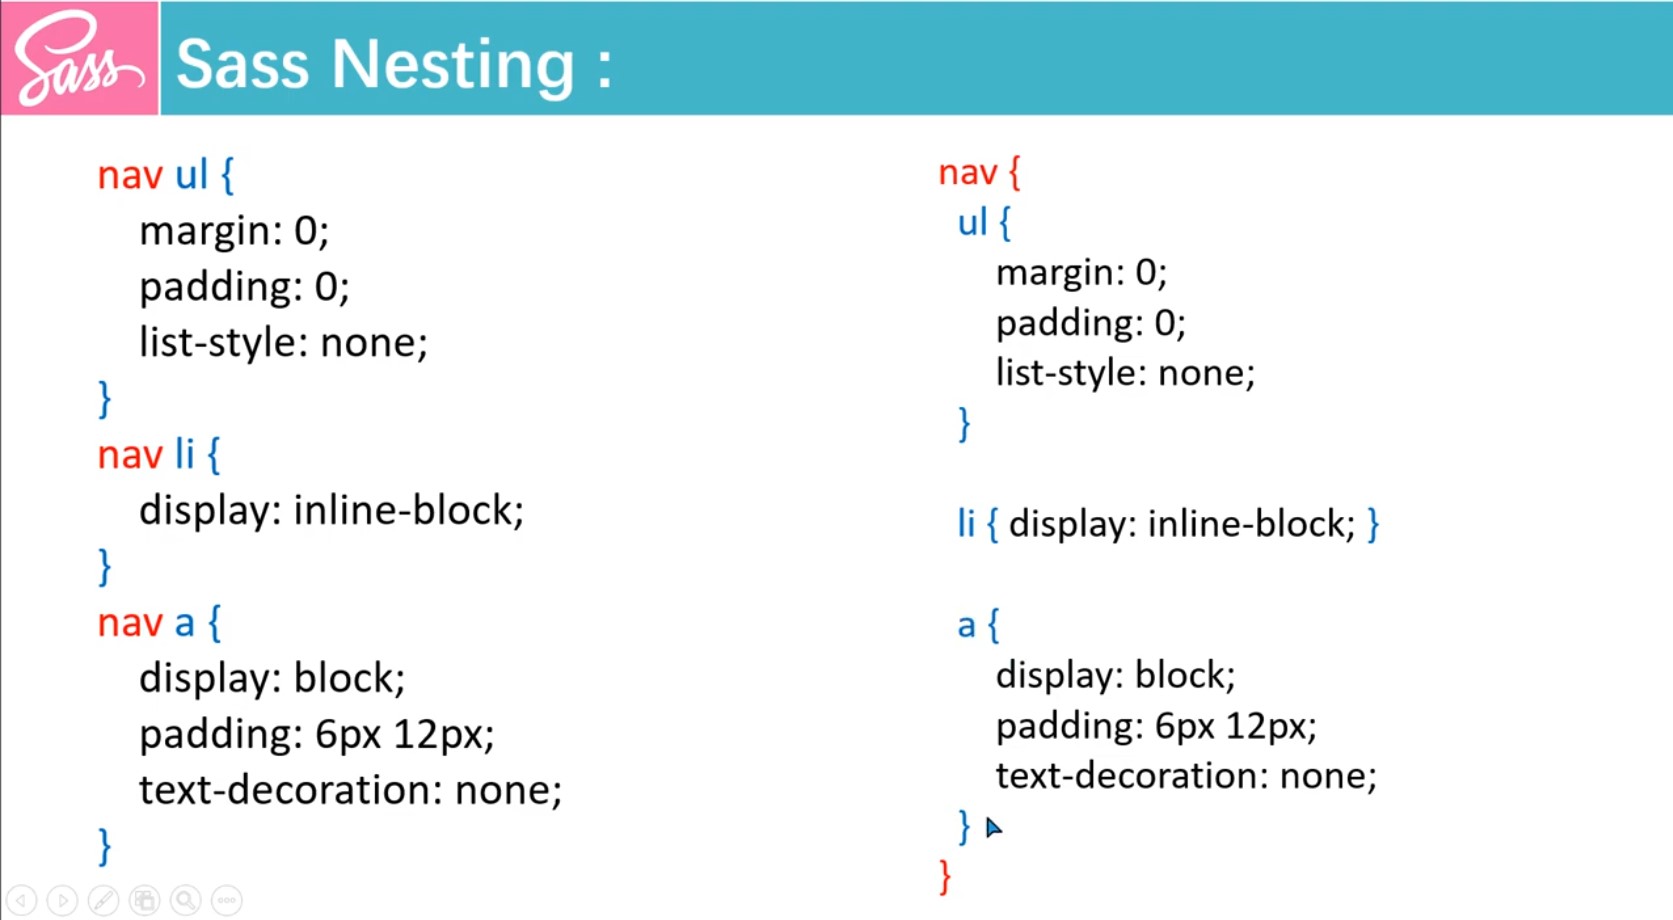 Sass
Sass Nesting :
nav ul {
margin: 0;
padding: 0;
list-style: none;
}
nav li {
display: inline-block;
}
nav a {
display: block;
padding: 6px 12px;
text-decoration: none;
}
nav {
ul {
margin: 0;
padding: 0;
list-style: none;
}
li { display: inline-block; }
a {
display: block;
padding: 6px 12px;
text-decoration: none;
}
}